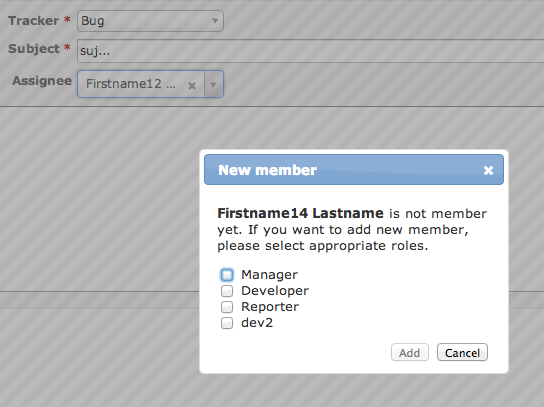 Tracker * Bug
Subject * suj...
Assignee Firstname12 ...
New member
Firstname14 Lastname is not member
yet. If you want to add new member,
please select appropriate roles.
Manager
Developer
Reporter
dev2
Add Cancel